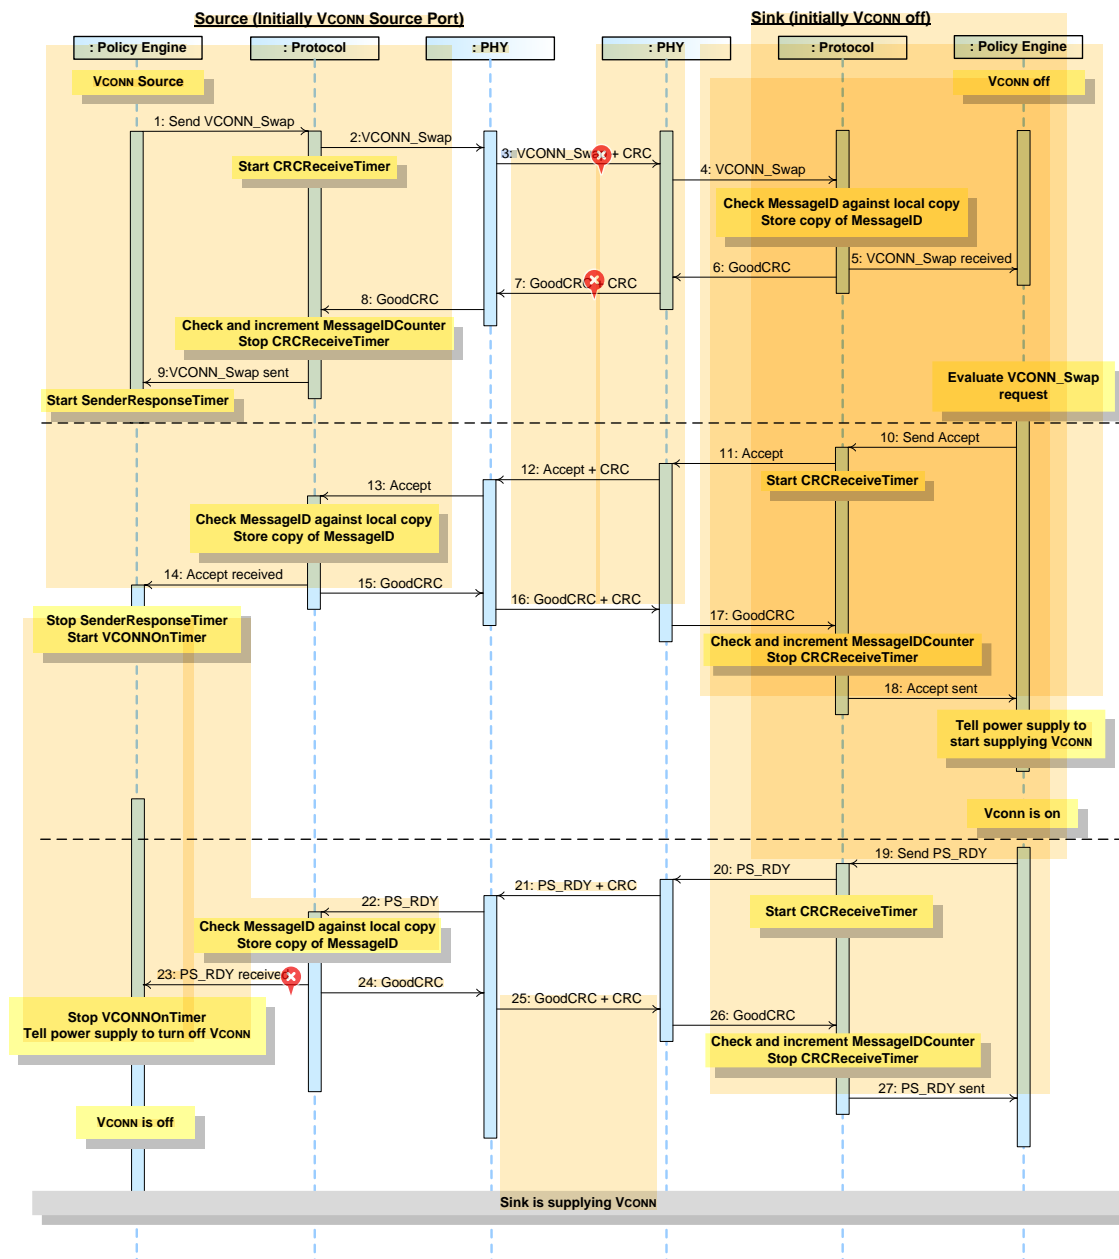 Source (Initially VCONN Source Port)
Sink (initially VCONN off)
: Policy Engine
: Protocol
: PHY
: PHY
: Protocol
: Policy Engine
VCONN Source
VCONN off
1: Send VCONN_Swap
2:VCONN_Swap
3: VCONN_Swap + CRC
4: VCONN_Swap
Start CRCReceiveTimer
Check MessageID against local copy
Store copy of MessageID
5: VCONN_Swap received
6: GoodCRC
7: GoodCRC + CRC
8: GoodCRC
Check and increment MessageIDCounter
Stop CRCReceiveTimer
9:VCONN_Swap sent
Start SenderResponseTimer
Evaluate VCONN_Swap
request
10: Send Accept
11: Accept
12: Accept + CRC
13: Accept
Start CRCReceiveTimer
Check MessageID against local copy
Store copy of MessageID
14: Accept received
15: GoodCRC
16: GoodCRC + CRC
17: GoodCRC
Stop SenderResponseTimer
Start VCONNOnTimer
Check and increment MessageIDCounter
Stop CRCReceiveTimer
18: Accept sent
Tell power supply to
start supplying VCONN
Vconn is on
19: Send PS_RDY
20: PS_RDY
21: PS_RDY + CRC
22: PS_RDY
Start CRCReceiveTimer
Check MessageID against local copy
Store copy of MessageID
23: PS_RDY received
24: GoodCRC
25: GoodCRC + CRC
26: GoodCRC
Stop VCONNOnTimer
Tell power supply to turn off VCONN
Check and increment MessageIDCounter
Stop CRCReceiveTimer
27: PS_RDY sent
VCONN is off
Sink is supplying VCONN